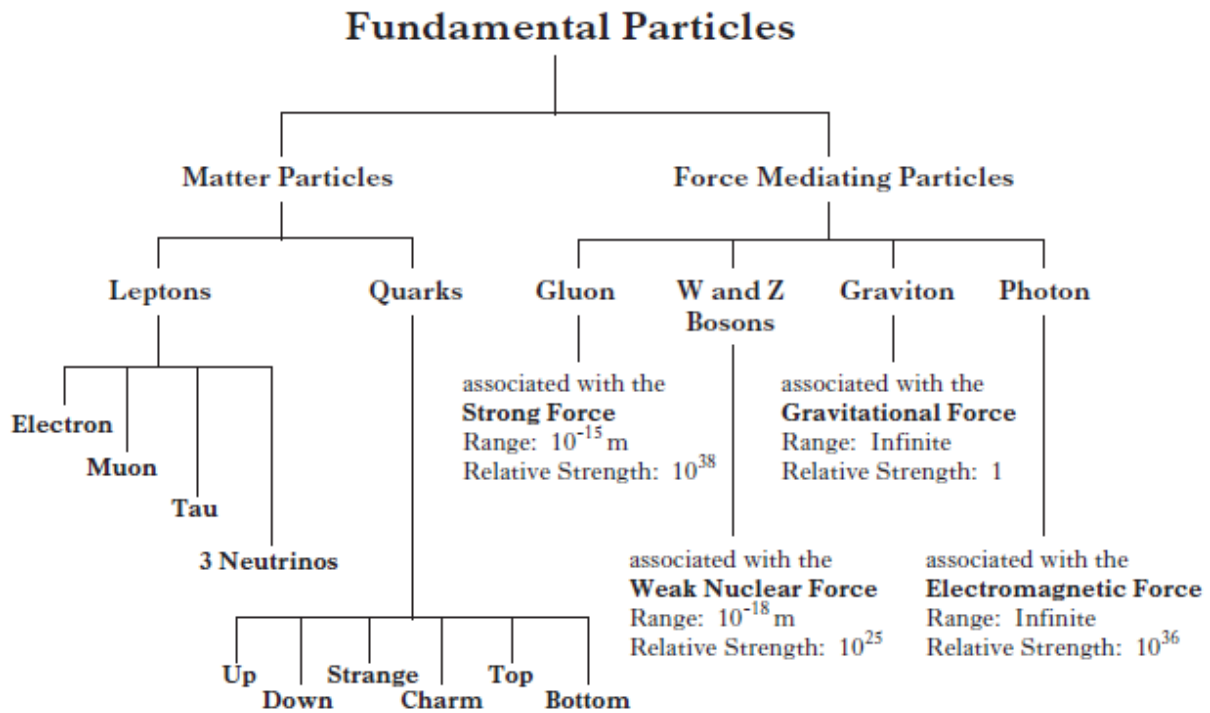 Fundamental Particles
Matter Particles
Force Mediating Particles
Leptons
Quarks
Gluon
W and Z
Bosons
Graviton
Photon
Electron
Muon
Tau
3 Neutrinos
Up
Down
Strange
Charm
Top
Bottom
associated with the
Strong Force
Range: 10⁻¹⁵ m
Relative Strength: 10³⁸
associated with the
Weak Nuclear Force
Range: 10⁻¹⁸ m
Relative Strength: 10²⁵
associated with the
Gravitational Force
Range: Infinite
Relative Strength: 1
associated with the
Electromagnetic Force
Range: Infinite
Relative Strength: 10³⁶